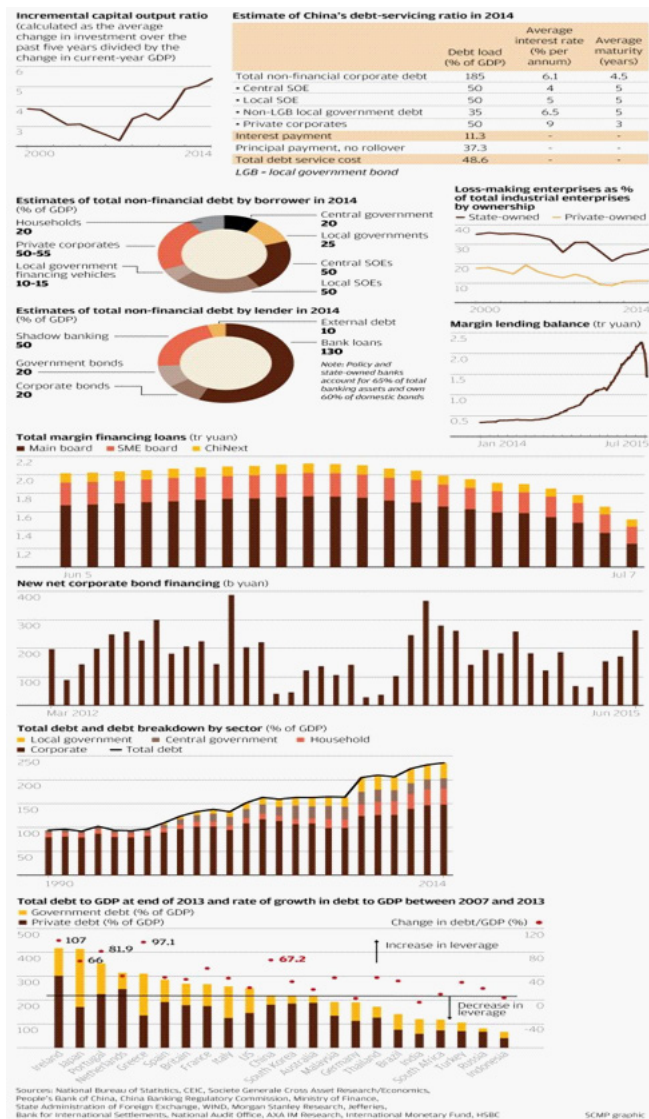 Incremental capital output ratio
(calculated as the average
change in investment over the
past five years divided by the
change in current-year GDP)
6
5
4
3
2000
2014
Estimate of China's debt-servicing ratio in 2014
Debt load
(% of GDP)
Average
interest rate
(% per
annum)
Average
maturity
(years)
Total non-financial corporate debt 185 6.1 4.5
• Central SOE 50 4 5
• Local SOE 50 5 5
• Non-LGB local government debt 35 6.5 5
• Private corporates 50 9 3
Interest payment 11.3 - -
Principal payment, no rollover 37.3 - -
Total debt service cost 48.6 - -
LGB = local government bond
Estimates of total non-financial debt by borrower in 2014
(% of GDP)
Households
20
Private corporates
50-55
Local government
financing vehicles
10-15
Central government
20
Local governments
25
Central SOEs
50
Local SOEs
50
Loss-making enterprises as %
of total industrial enterprises
by ownership
State-owned Private-owned
40
30
20
10
2000
2014
Estimates of total non-financial debt by lender in 2014
(% of GDP)
Shadow banking
50
Government bonds
20
Corporate bonds
20
External debt
10
Bank loans
130
Note: Policy and
state-owned banks
account for 65% of total
banking assets and own
60% of domestic bonds
Margin lending balance (tr yuan)
2.5
2.0
1.5
1.0
0.5
Jan 2014
Jul 2015
Total margin financing loans (tr yuan)
Main board SME board ChiNext
2.2
2.0
1.8
1.6
1.4
1.2
Jun 5
Jul 7
New net corporate bond financing (b yuan)
400
300
200
100
Mar 2012
Jun 2015
Total debt and debt breakdown by sector (% of GDP)
Local government Central government Household
Corporate Total debt
250
200
150
100
50
1990
2014
Total debt to GDP at end of 2013 and rate of growth in debt to GDP between 2007 and 2013
Government debt (% of GDP)
Private debt (% of GDP)
Change in debt/GDP (%)
500
400
300
200
100
120
80
40
0
-40
107
66
81.9
97.1
67.2
Increase in leverage
Decrease in
leverage
Ireland
Japan
Portugal
Netherlands
Greece
Spain
Britain
France
Italy
US
China
South Korea
Australia
Malaysia
Germany
Thailand
Brazil
India
South Africa
Turkey
Russia
Indonesia
Sources: National Bureau of Statistics, CEIC, Societe Generale Cross Asset Research/Economics,
People's Bank of China, China Banking Regulatory Commission, Ministry of Finance,
State Administration of Foreign Exchange, WIND, Morgan Stanley Research, Jefferies,
Bank for International Settlements, National Audit Office, AXA IM Research, International Monetary Fund, HSBC
SCMP graphic